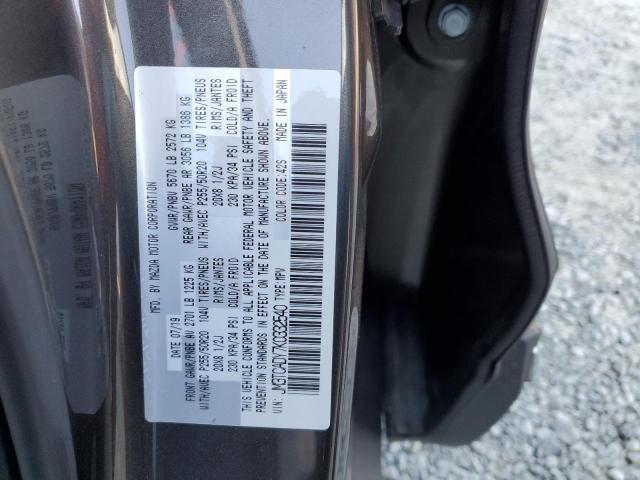 MFD. BY MAZDA MOTOR CORPORATION
DATE: 07/19 GVWR/PNBV 5670 LB 2572 KG
FRONT GAWR/PNBE AV 2701 LB 1225 KG REAR GAWR/PNBE AR 3056 LB 1386 KG
WITH/AVEC P255/50R20 104V TIRES/PNEUS WITH/AVEC P255/50R20 104V TIRES/PNEUS
20X8 1/2J RIMS/JANTES 20X8 1/2J RIMS/JANTES
230 KPA/34 PSI COLD/A FROID 230 KPA/34 PSI COLD/A FROID
THIS VEHICLE CONFORMS TO ALL APPLICABLE FEDERAL MOTOR VEHICLE SAFETY AND THEFT
PREVENTION STANDARDS IN EFFECT ON THE DATE OF MANUFACTURE SHOWN ABOVE.
VIN: JM3TCADY7K0332540 TYPE: MPV COLOR CODE: 42S MADE IN JAPAN